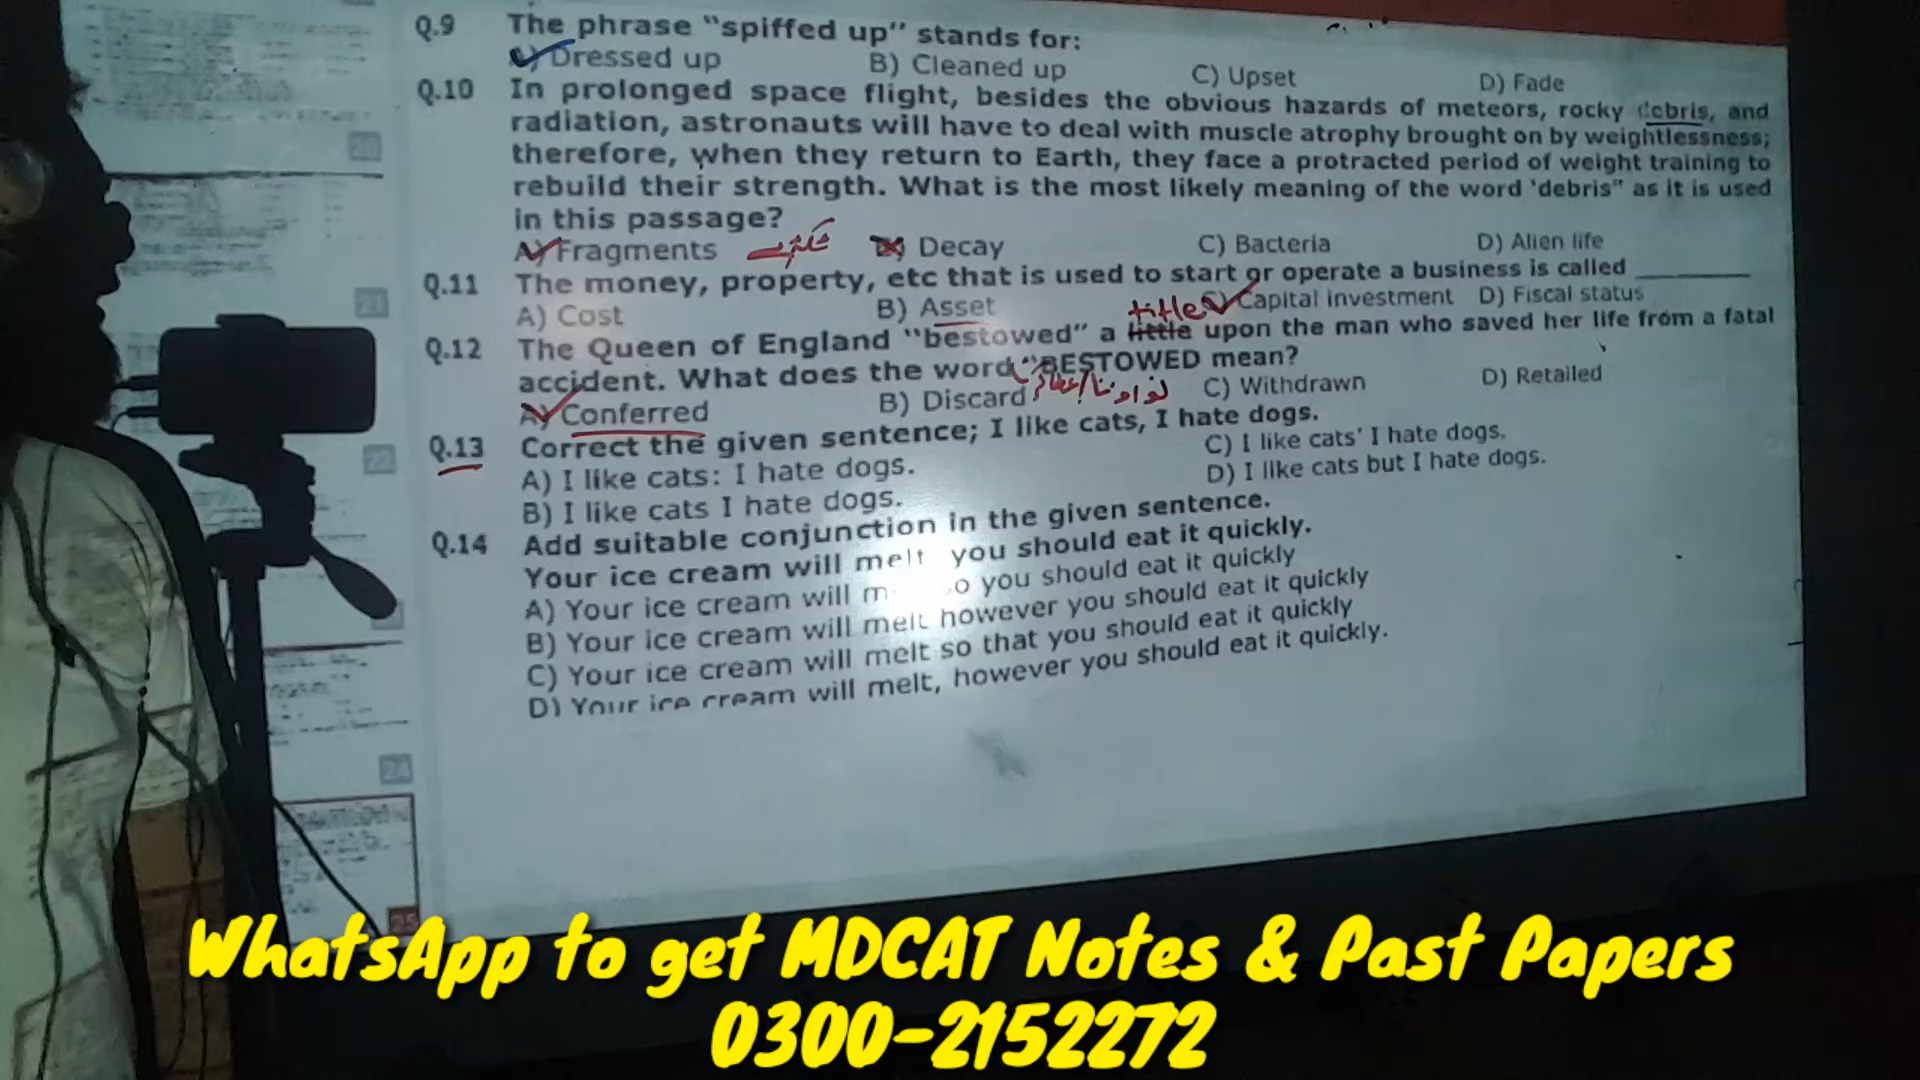 Q.9 The phrase "spiffed up" stands for:
A) Dressed up B) Cleaned up C) Upset D) Fade
Q.10 In prolonged space flight, besides the obvious hazards of meteors, rocky debris, and
radiation, astronauts will have to deal with muscle atrophy brought on by weightlessness;
therefore, when they return to Earth, they face a protracted period of weight training to
rebuild their strength. What is the most likely meaning of the word 'debris" as it is used
in this passage?
A) Fragments B) Decay C) Bacteria D) Alien life
Q.11 The money, property, etc that is used to start or operate a business is called ________
A) Cost B) Asset C) Capital investment D) Fiscal status
title
Q.12 The Queen of England "bestowed" a little upon the man who saved her life from a fatal
accident. What does the word "BESTOWED mean?
A) Conferred B) Discard C) Withdrawn D) Retailed
Q.13 Correct the given sentence; I like cats, I hate dogs.
A) I like cats: I hate dogs. C) I like cats' I hate dogs.
B) I like cats I hate dogs. D) I like cats but I hate dogs.
Q.14 Add suitable conjunction in the given sentence.
Your ice cream will melt you should eat it quickly.
A) Your ice cream will you should eat it quickly
B) Your ice cream will melt however you should eat it quickly
C) Your ice cream will melt so that you should eat it quickly
D) Your ice cream will melt, however you should eat it quickly.
20
21
22
24
25
WhatsApp to get MDCAT Notes & Past Papers
0300-2152272